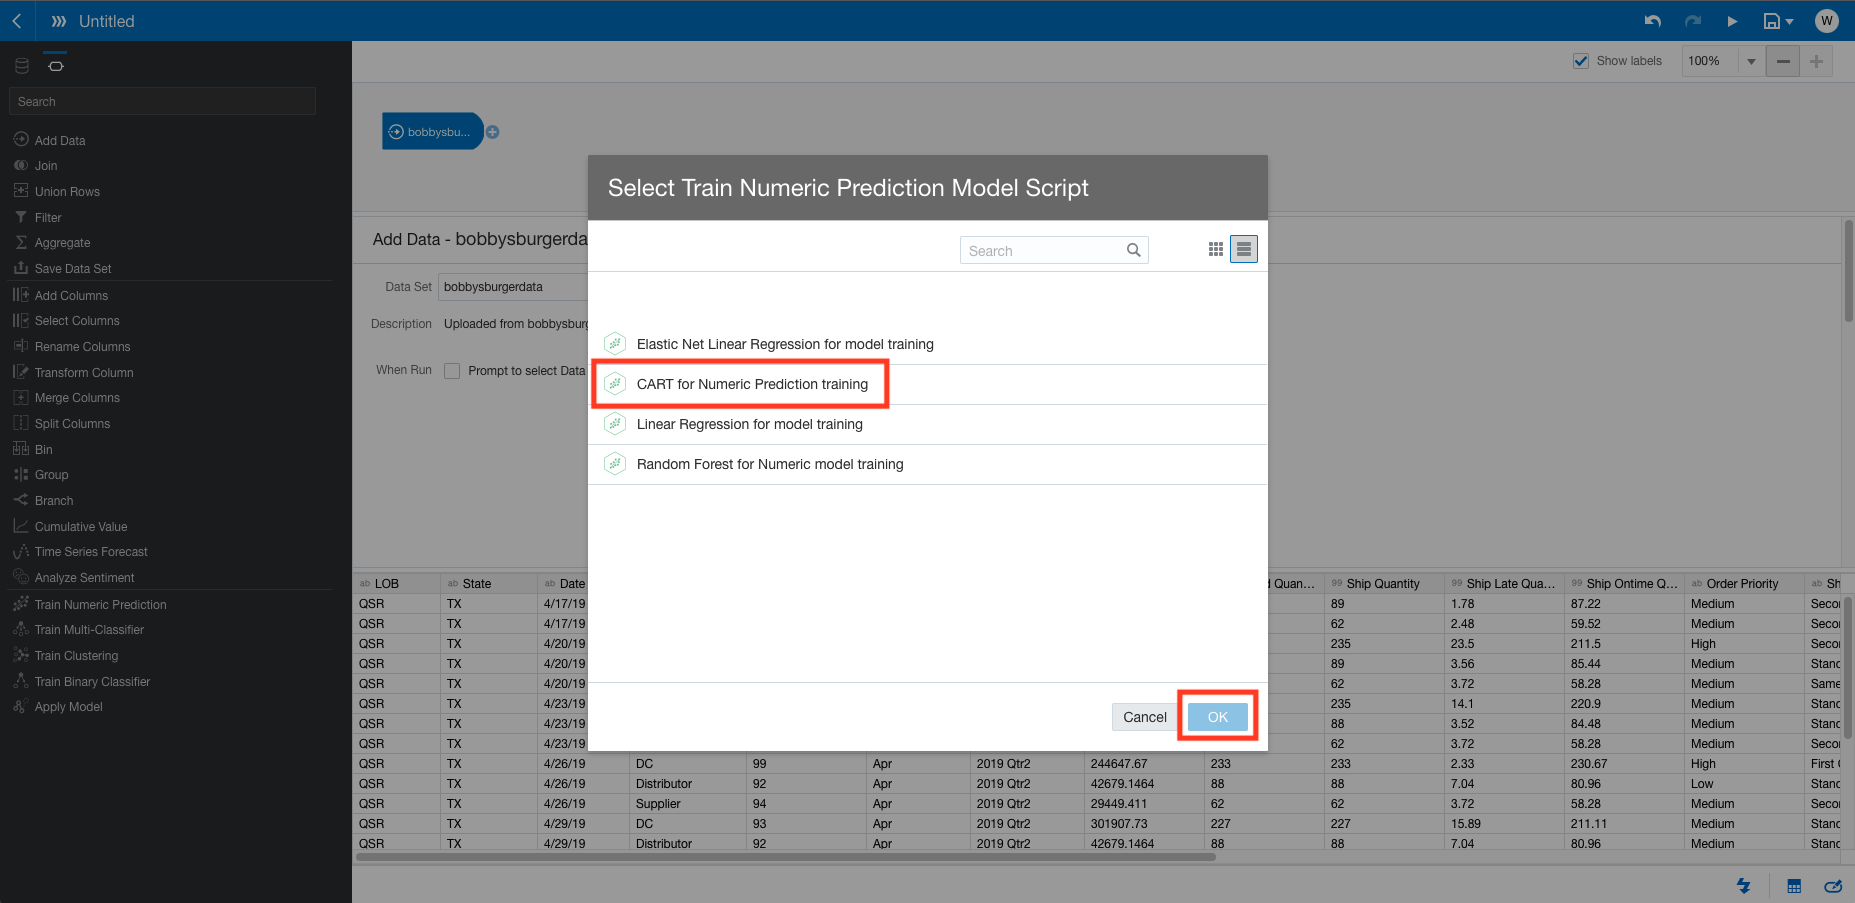 Untitled
W
Show labels
100%
Search
Add Data
Join
Union Rows
Filter
Aggregate
Save Data Set
Add Columns
Select Columns
Rename Columns
Transform Column
Merge Columns
Split Columns
Bin
Group
Branch
Cumulative Value
Time Series Forecast
Analyze Sentiment
Train Numeric Prediction
Train Multi-Classifier
Train Clustering
Train Binary Classifier
Apply Model
bobbysbu...
Add Data - bobbysburgerda
Data Set bobbysburgerdata
Description Uploaded from bobbysburg
When Run Prompt to select Data
Select Train Numeric Prediction Model Script
Search
Elastic Net Linear Regression for model training
CART for Numeric Prediction training
Linear Regression for model training
Random Forest for Numeric model training
Cancel OK
ab LOB ab State ab Date d Quan... 99 Ship Quantity 99 Ship Late Qua... 99 Ship Ontime Q... ab Order Priority ab Sh
QSR TX 4/17/19 89 1.78 87.22 Medium Secor
QSR TX 4/17/19 62 2.48 59.52 Medium Secor
QSR TX 4/20/19 235 23.5 211.5 High Secor
QSR TX 4/20/19 89 3.56 85.44 Medium Stanc
QSR TX 4/23/19 62 3.72 58.28 Medium Same
QSR TX 4/23/19 235 14.1 220.9 Medium Stanc
QSR TX 4/23/19 88 3.52 84.48 Medium Stanc
QSR TX 4/23/19 62 3.72 58.28 Medium Secor
QSR TX 4/26/19 DC 99 Apr 2019 Qtr2 244647.67 233 233 2.33 230.67 High First (
QSR TX 4/26/19 Distributor 92 Apr 2019 Qtr2 42679.1464 88 88 7.04 80.96 Low Stanc
QSR TX 4/26/19 Supplier 94 Apr 2019 Qtr2 29449.411 62 62 3.72 58.28 Medium Secor
QSR TX 4/29/19 DC 93 Apr 2019 Qtr2 301907.73 227 227 15.89 211.11 Medium Stanc
QSR TX 4/29/19 Distributor 92 Apr 2019 Qtr2 42679.1464 88 88 7.04 80.96 Medium Stanc